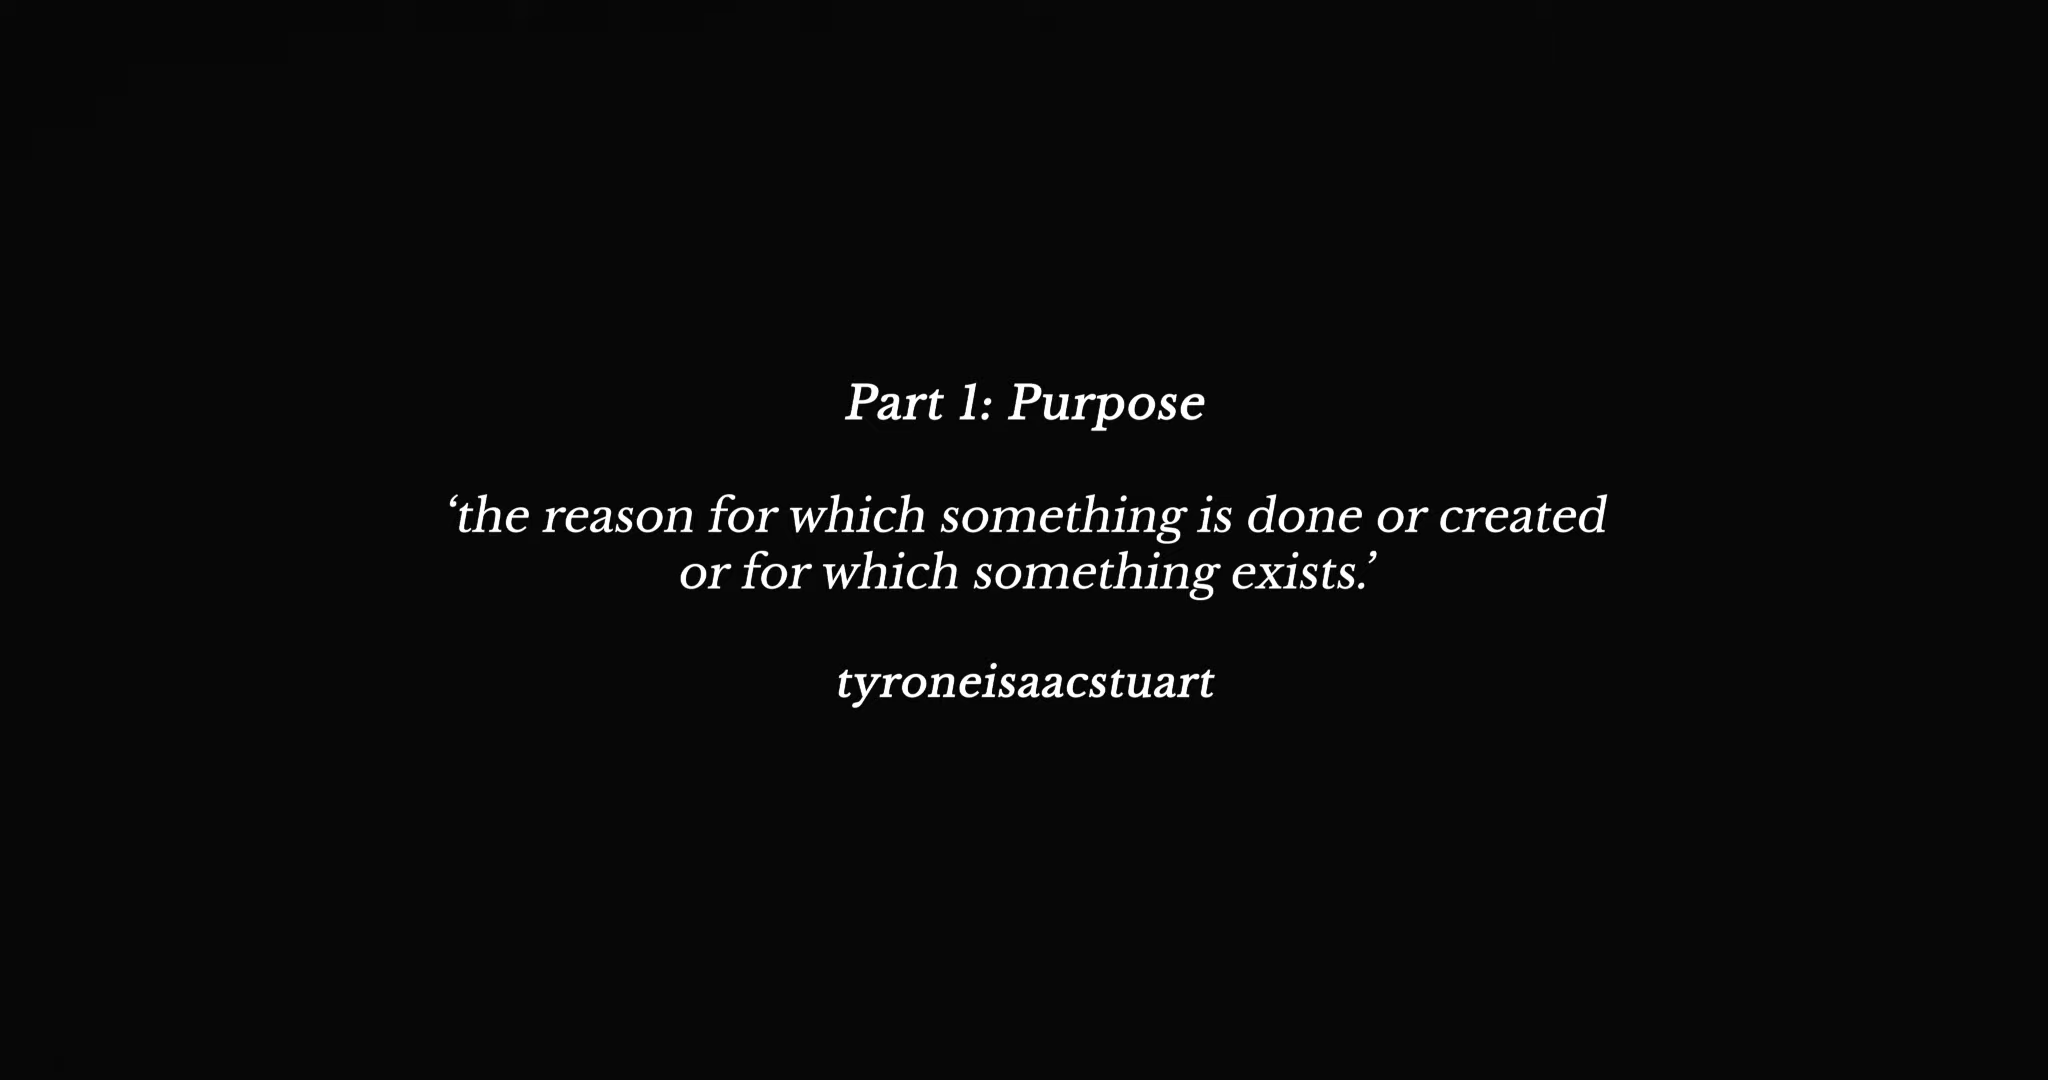 Part 1: Purpose
‘the reason for which something is done or created
or for which something exists.’
tyroneisaacstuart